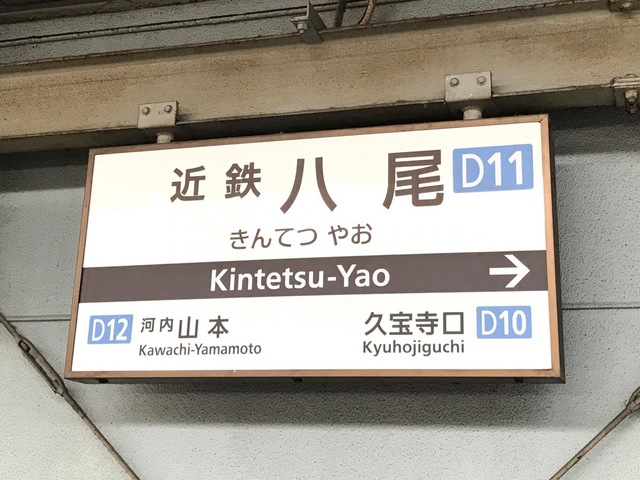 近鉄八尾 D11
きんてつ やお
Kintetsu-Yao →
D12 河内山本 久宝寺口 D10
Kawachi-Yamamoto Kyuhojiguchi